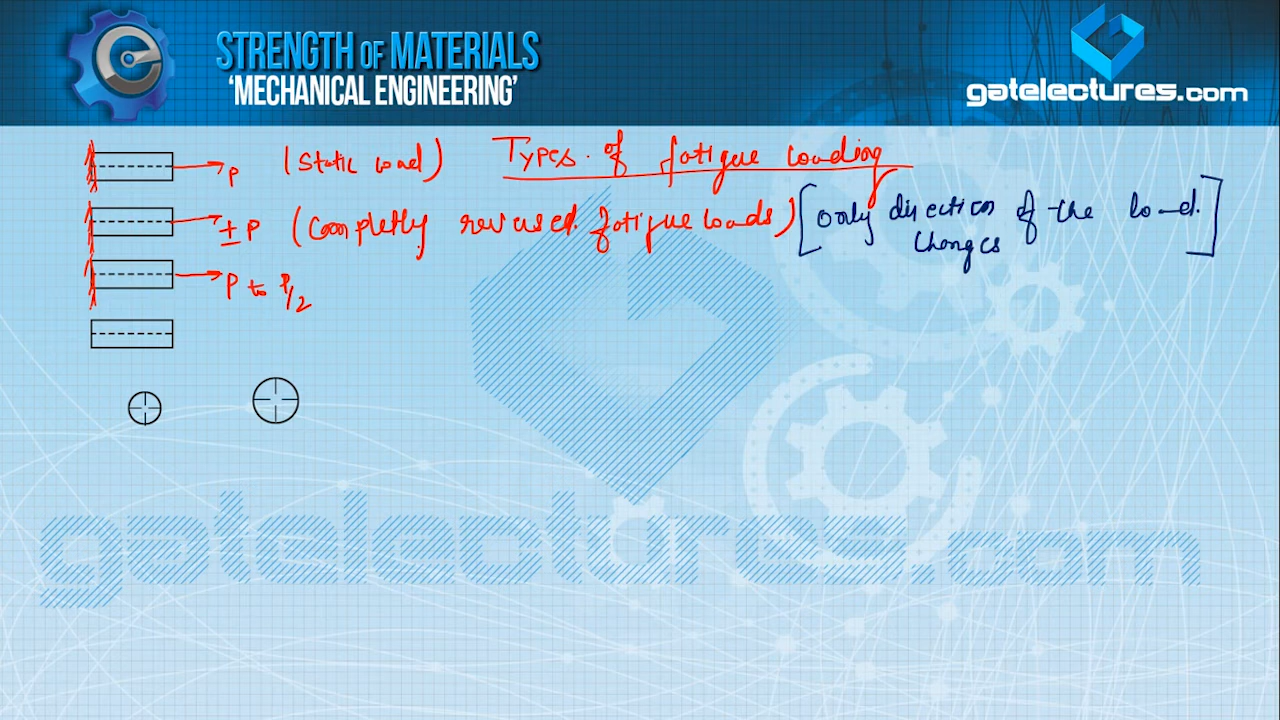 STRENGTH OF MATERIALS
'MECHANICAL ENGINEERING'
gatelectures.com
Types of fatigue loading
P (Static load)
±P (Completly reversed fatigue loads) [only direction of the load
changes]
P to P/2
gatelectures.com